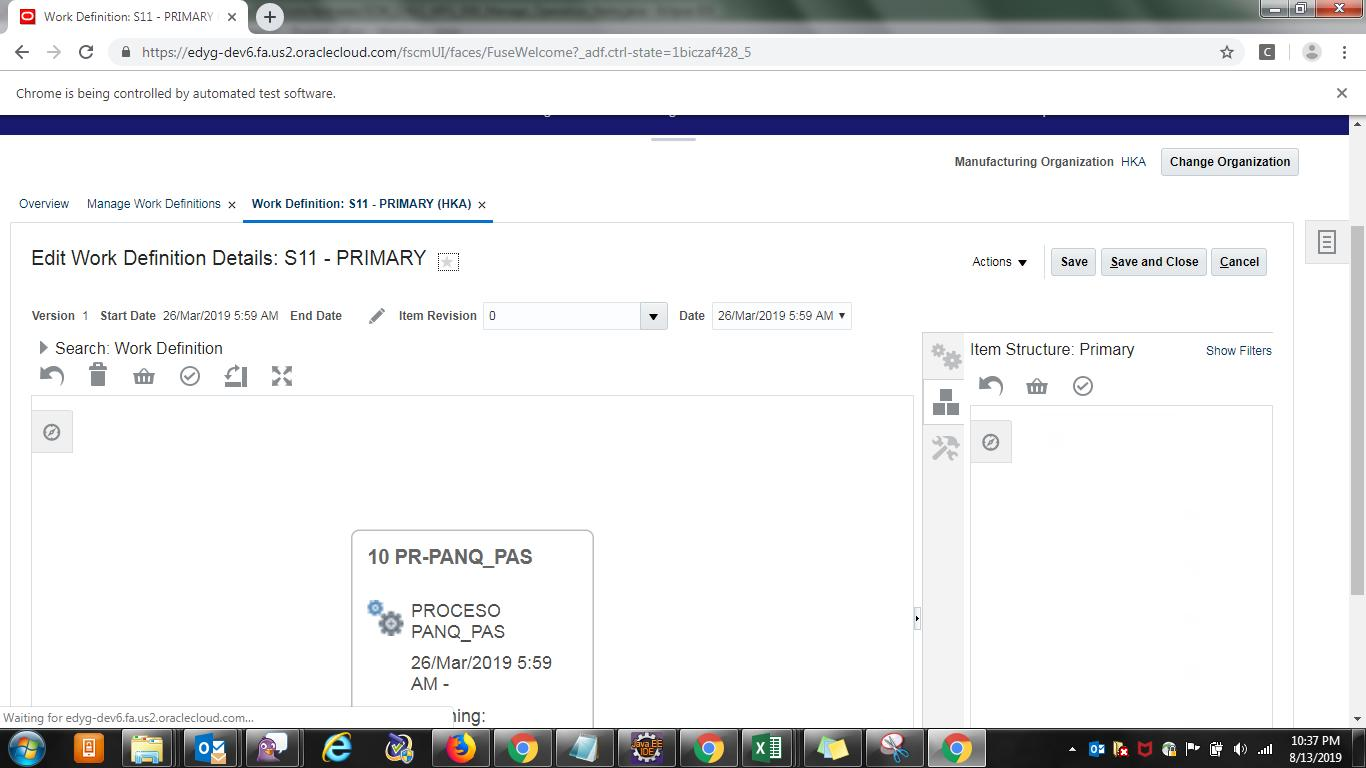 Work Definition: S11 - PRIMARY
https://edyg-dev6.fa.us2.oraclecloud.com/fscmUI/faces/FuseWelcome?_adf.ctrl-state=1biczaf428_5
C
Chrome is being controlled by automated test software.
Manufacturing Organization HKA Change Organization
Overview Manage Work Definitions Work Definition: S11 - PRIMARY (HKA)
Edit Work Definition Details: S11 - PRIMARY
Actions Save Save and Close Cancel
Version 1 Start Date 26/Mar/2019 5:59 AM End Date Item Revision 0 Date 26/Mar/2019 5:59 AM
Search: Work Definition
Item Structure: Primary Show Filters
10 PR-PANQ_PAS
PROCESO
PANQ_PAS
26/Mar/2019 5:59
AM -
ning:
Waiting for edyg-dev6.fa.us2.oraclecloud.com...
Java EE
IDE
10:37 PM
8/13/2019